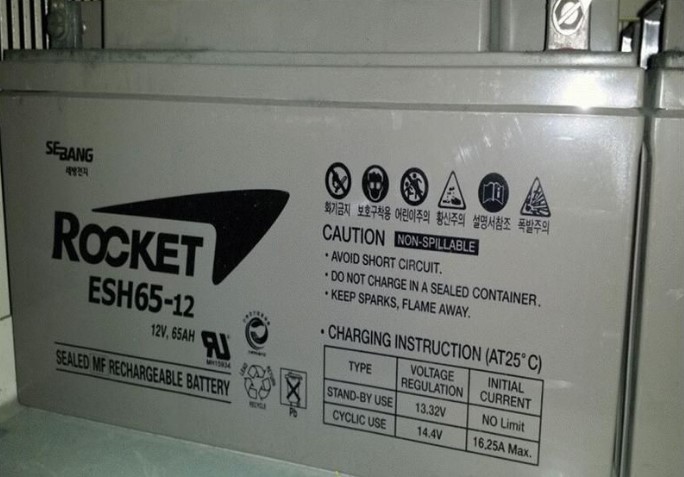 SEBANG
세방전지
ROCKET
ESH65-12
12V, 65AH
SEALED MF RECHARGEABLE BATTERY
RECYCLE
Pb
화기금지 보호구착용 어린이주의 황산주의 설명서참조 폭발주의
CAUTION NON-SPILLABLE
• AVOID SHORT CIRCUIT.
• DO NOT CHARGE IN A SEALED CONTAINER.
• KEEP SPARKS, FLAME AWAY.
• CHARGING INSTRUCTION (AT25°C)
TYPE VOLTAGE REGULATION INITIAL CURRENT
STAND-BY USE 13.32V NO Limit
CYCLIC USE 14.4V 16.25A Max.